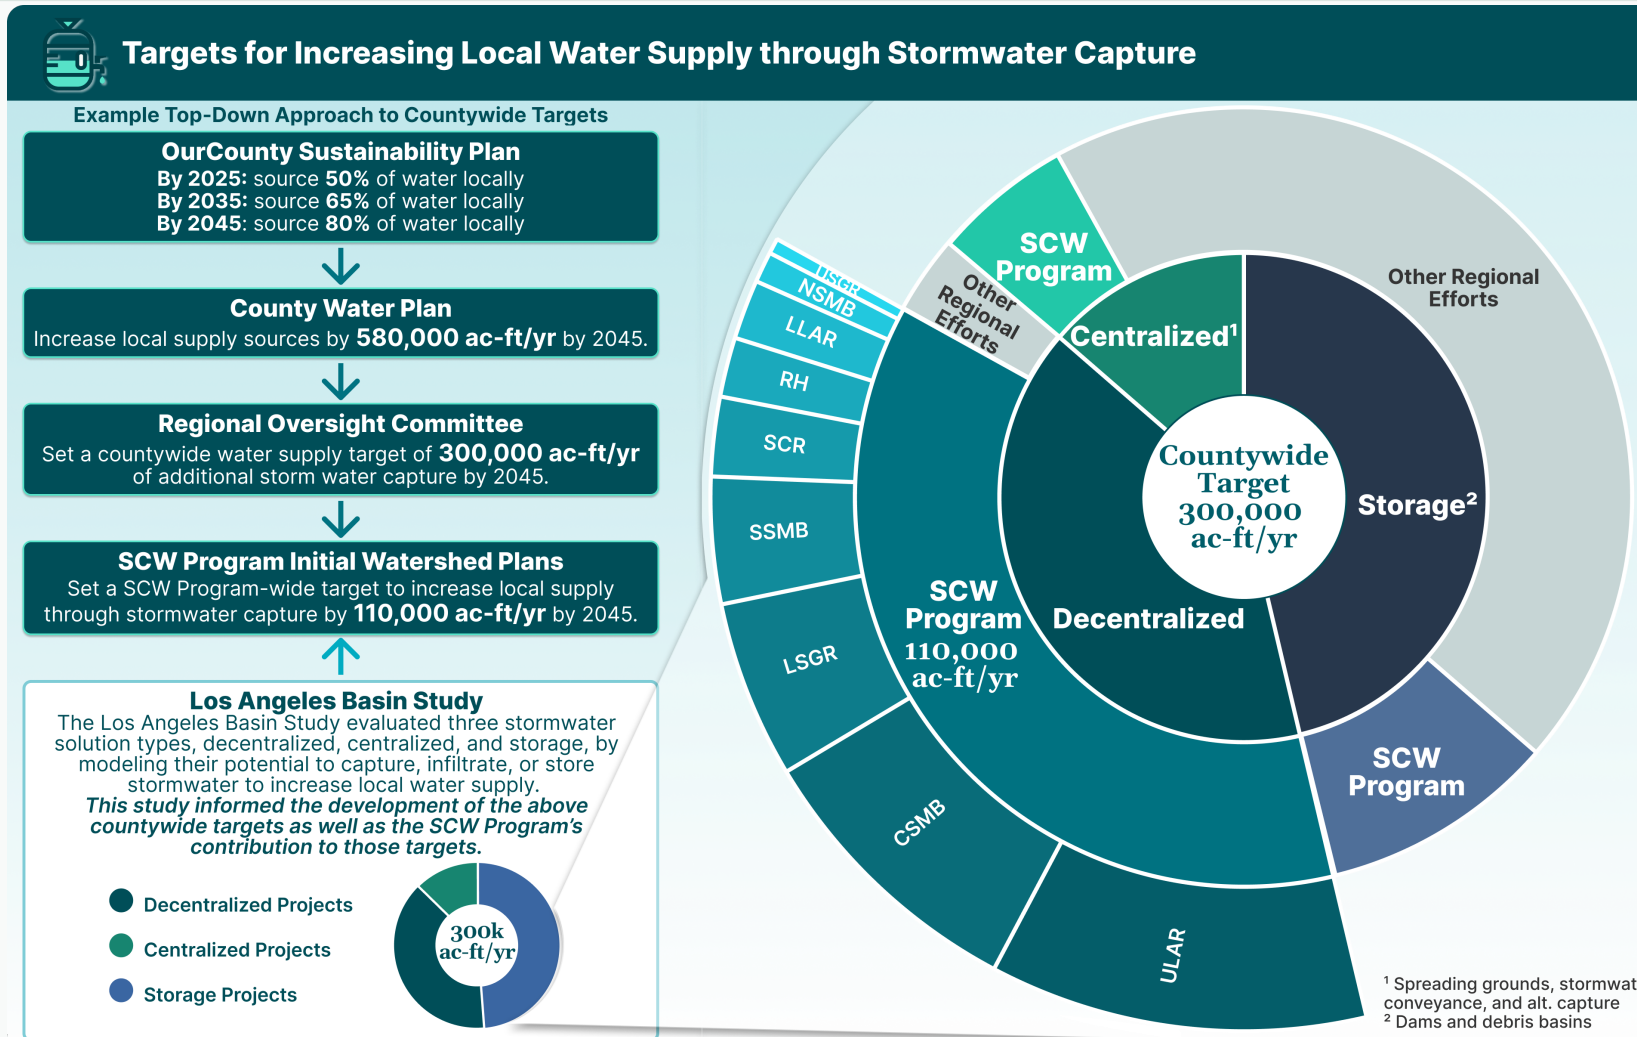 Targets for Increasing Local Water Supply through Stormwater Capture
Example Top-Down Approach to Countywide Targets
OurCounty Sustainability Plan
By 2025: source 50% of water locally
By 2035: source 65% of water locally
By 2045: source 80% of water locally
County Water Plan
Increase local supply sources by 580,000 ac-ft/yr by 2045.
Regional Oversight Committee
Set a countywide water supply target of 300,000 ac-ft/yr
of additional storm water capture by 2045.
SCW Program Initial Watershed Plans
Set a SCW Program-wide target to increase local supply
through stormwater capture by 110,000 ac-ft/yr by 2045.
Los Angeles Basin Study
The Los Angeles Basin Study evaluated three stormwater
solution types, decentralized, centralized, and storage, by
modeling their potential to capture, infiltrate, or store
stormwater to increase local water supply.
This study informed the development of the above
countywide targets as well as the SCW Program's
contribution to those targets.
Decentralized Projects
Centralized Projects
Storage Projects
300k
ac-ft/yr
Countywide
Target
300,000
ac-ft/yr
Centralized¹
Storage²
Decentralized
SCW
Program
Other Regional
Efforts
Other
Regional
Efforts
SCW
Program
110,000
ac-ft/yr
SCW
Program
USGR
NSMB
LLAR
RH
SCR
SSMB
LSGR
CSMB
ULAR
¹ Spreading grounds, stormwat
conveyance, and alt. capture
² Dams and debris basins